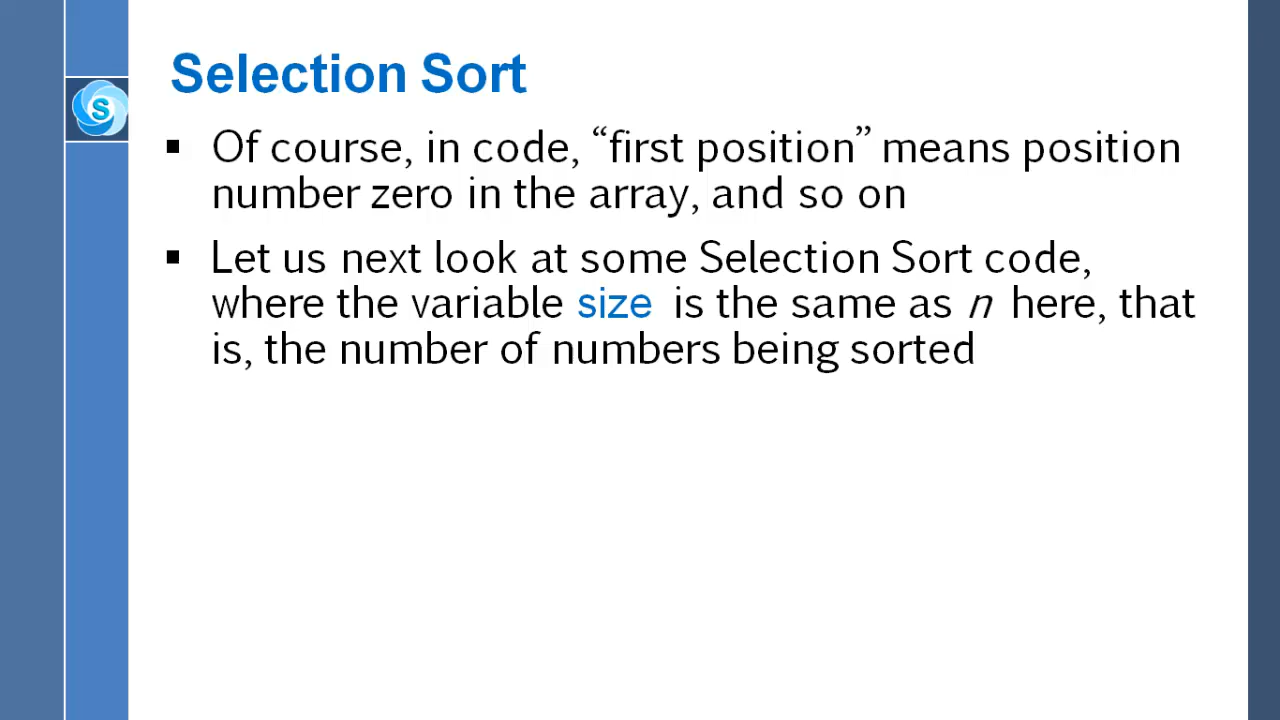 Selection Sort
S
▪ Of course, in code, “first position” means position
number zero in the array, and so on
▪ Let us next look at some Selection Sort code,
where the variable size is the same as n here, that
is, the number of numbers being sorted